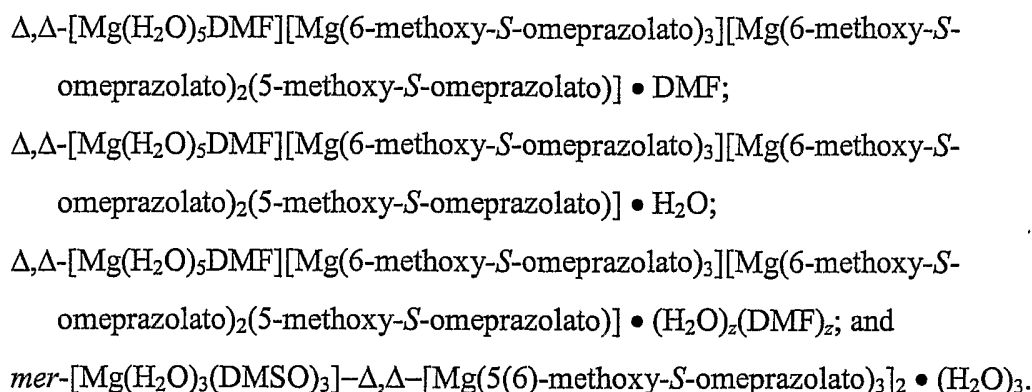 Δ,Δ-[Mg(H₂O)₅DMF][Mg(6-methoxy-S-omeprazolato)₃][Mg(6-methoxy-S-
omeprazolato)₂(5-methoxy-S-omeprazolato)] • DMF;
Δ,Δ-[Mg(H₂O)₅DMF][Mg(6-methoxy-S-omeprazolato)₃][Mg(6-methoxy-S-
omeprazolato)₂(5-methoxy-S-omeprazolato)] • H₂O;
Δ,Δ-[Mg(H₂O)₅DMF][Mg(6-methoxy-S-omeprazolato)₃][Mg(6-methoxy-S-
omeprazolato)₂(5-methoxy-S-omeprazolato)] • (H₂O)z(DMF)z; and
mer-[Mg(H₂O)₃(DMSO)₃]–Δ,Δ–[Mg(5(6)-methoxy-S-omeprazolato)₃]₂ • (H₂O)₃.